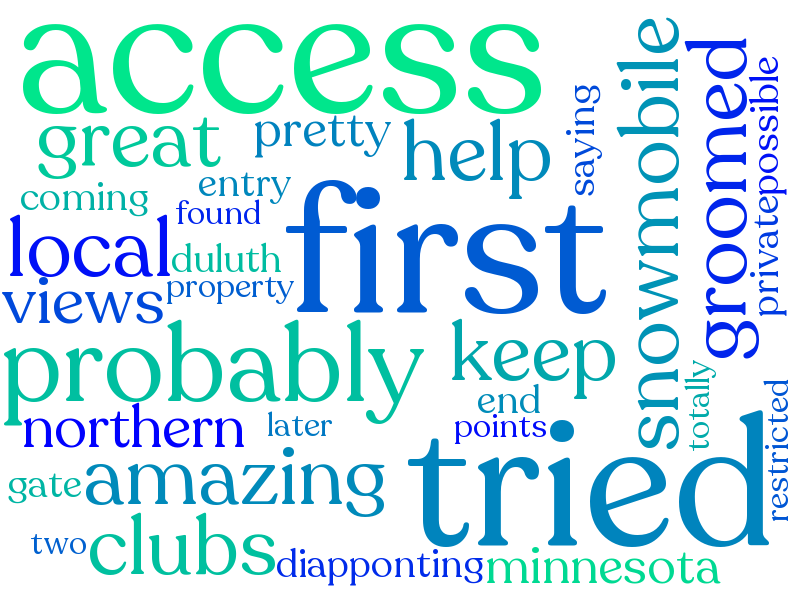 access
great
pretty
help
saying
snowmobile
groomed
possible
private
coming
entry
found
first
local
duluth
views
property
probably
keep
totally
end
northern
later
points
tried
restricted
gate
amazing
two
clubs
diapponting
minnesota